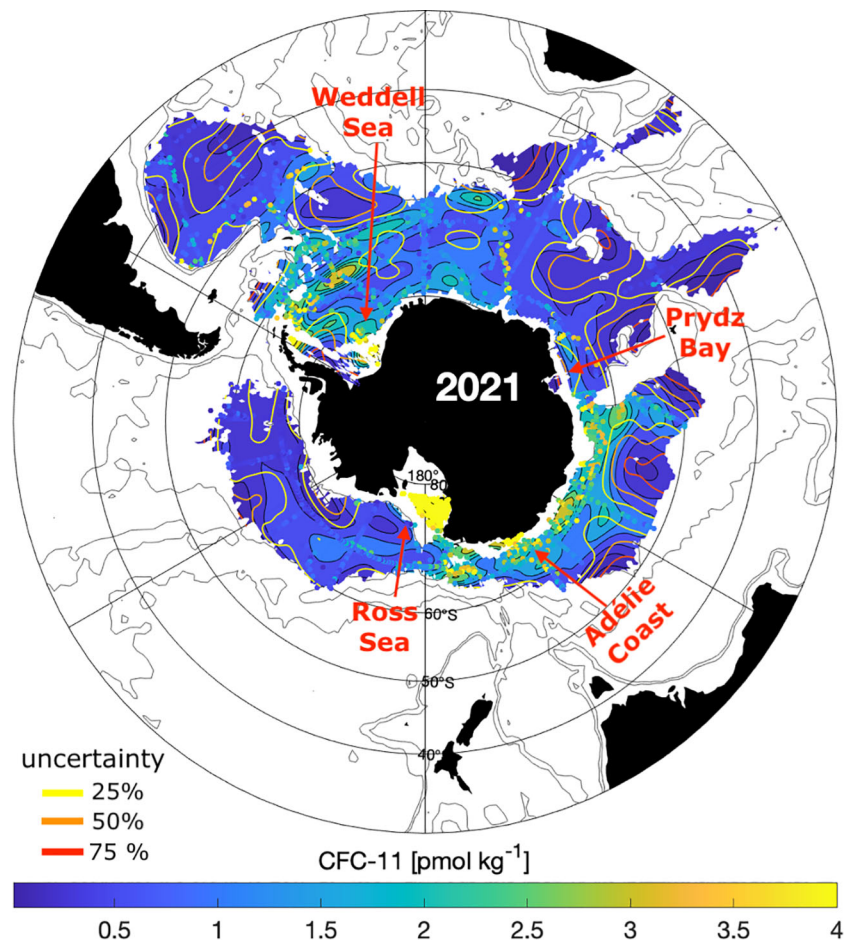 Weddell
Sea
Prydz
Bay
2021
180°
80
Ross
Sea
Adélie
Coast
60°S
50°S
40°
uncertainty
25%
50%
75 %
CFC-11 [pmol kg⁻¹]
0.5 1 1.5 2 2.5 3 3.5 4